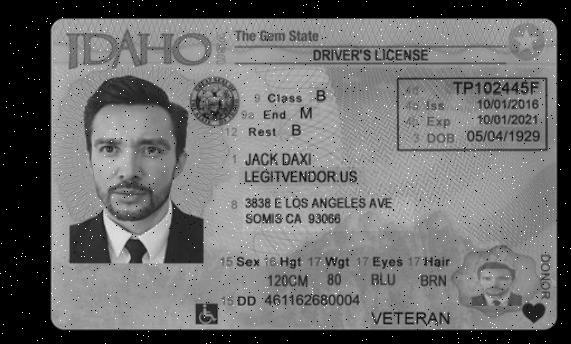 IDAHO
The Gem State
DRIVER'S LICENSE
9 Class B
9a End M
12 Rest B
4d TP102445F
4a Iss 10/01/2016
4b Exp 10/01/2021
3 DOB 05/04/1929
1 JACK DAXI
LEGITVENDOR.US
8 3838 E LOS ANGELES AVE
SOMIS CA 93066
15 Sex 16 Hgt 17 Wgt 17 Eyes 17 Hair
120CM 80 BLU BRN
DD 461162680004
VETERAN
DONOR